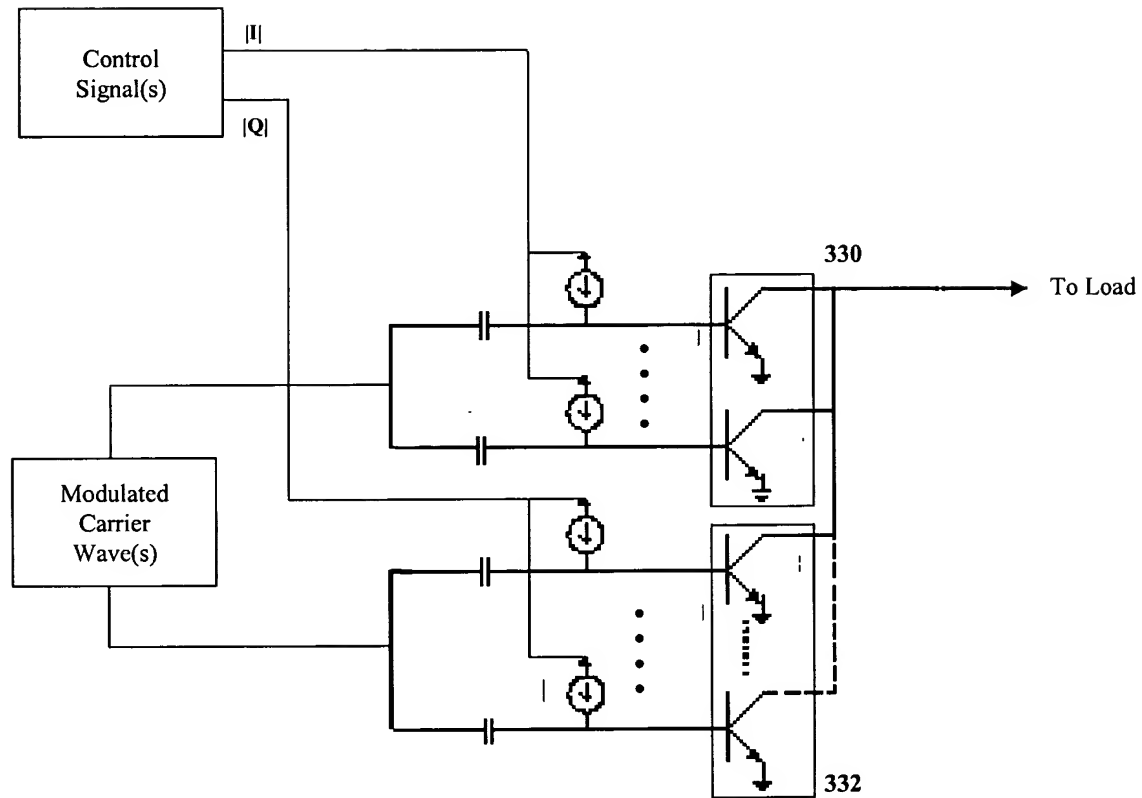 |I|
Control
Signal(s)
|Q|
330
To Load
Modulated
Carrier
Wave(s)
332